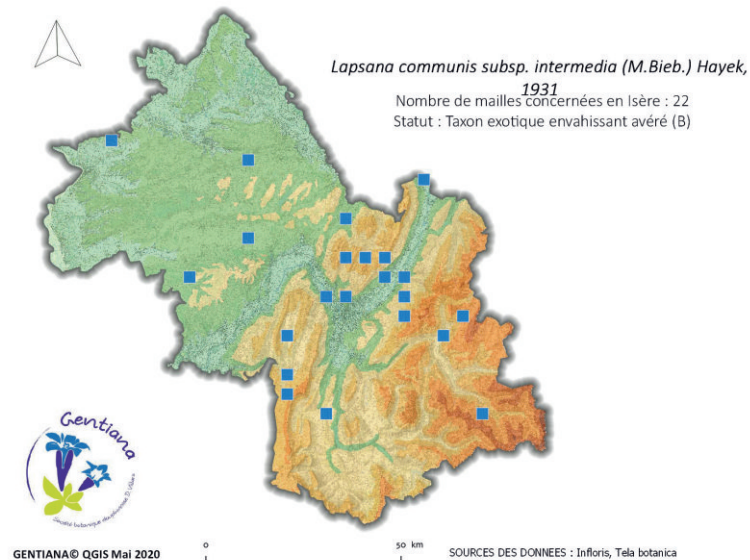 Lapsana communis subsp. intermedia (M.Bieb.) Hayek,
1931
Nombre de mailles concernées en Isère : 22
Statut : Taxon exotique envahissant avéré (B)
Gentiana
0 50 km
GENTIANA© QGIS Mai 2020
SOURCES DES DONNEES : Infloris, Tela botanica